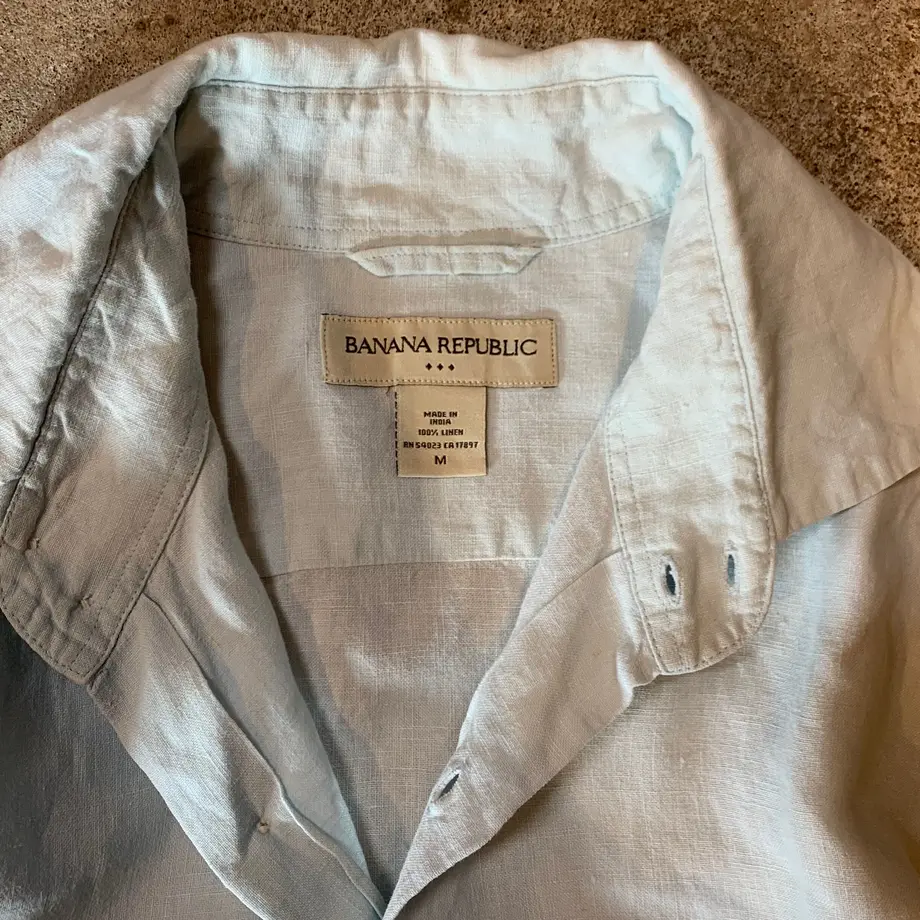 BANANA REPUBLIC
MADE IN
INDIA
100% LINEN
RN 54023 CA 17897
M